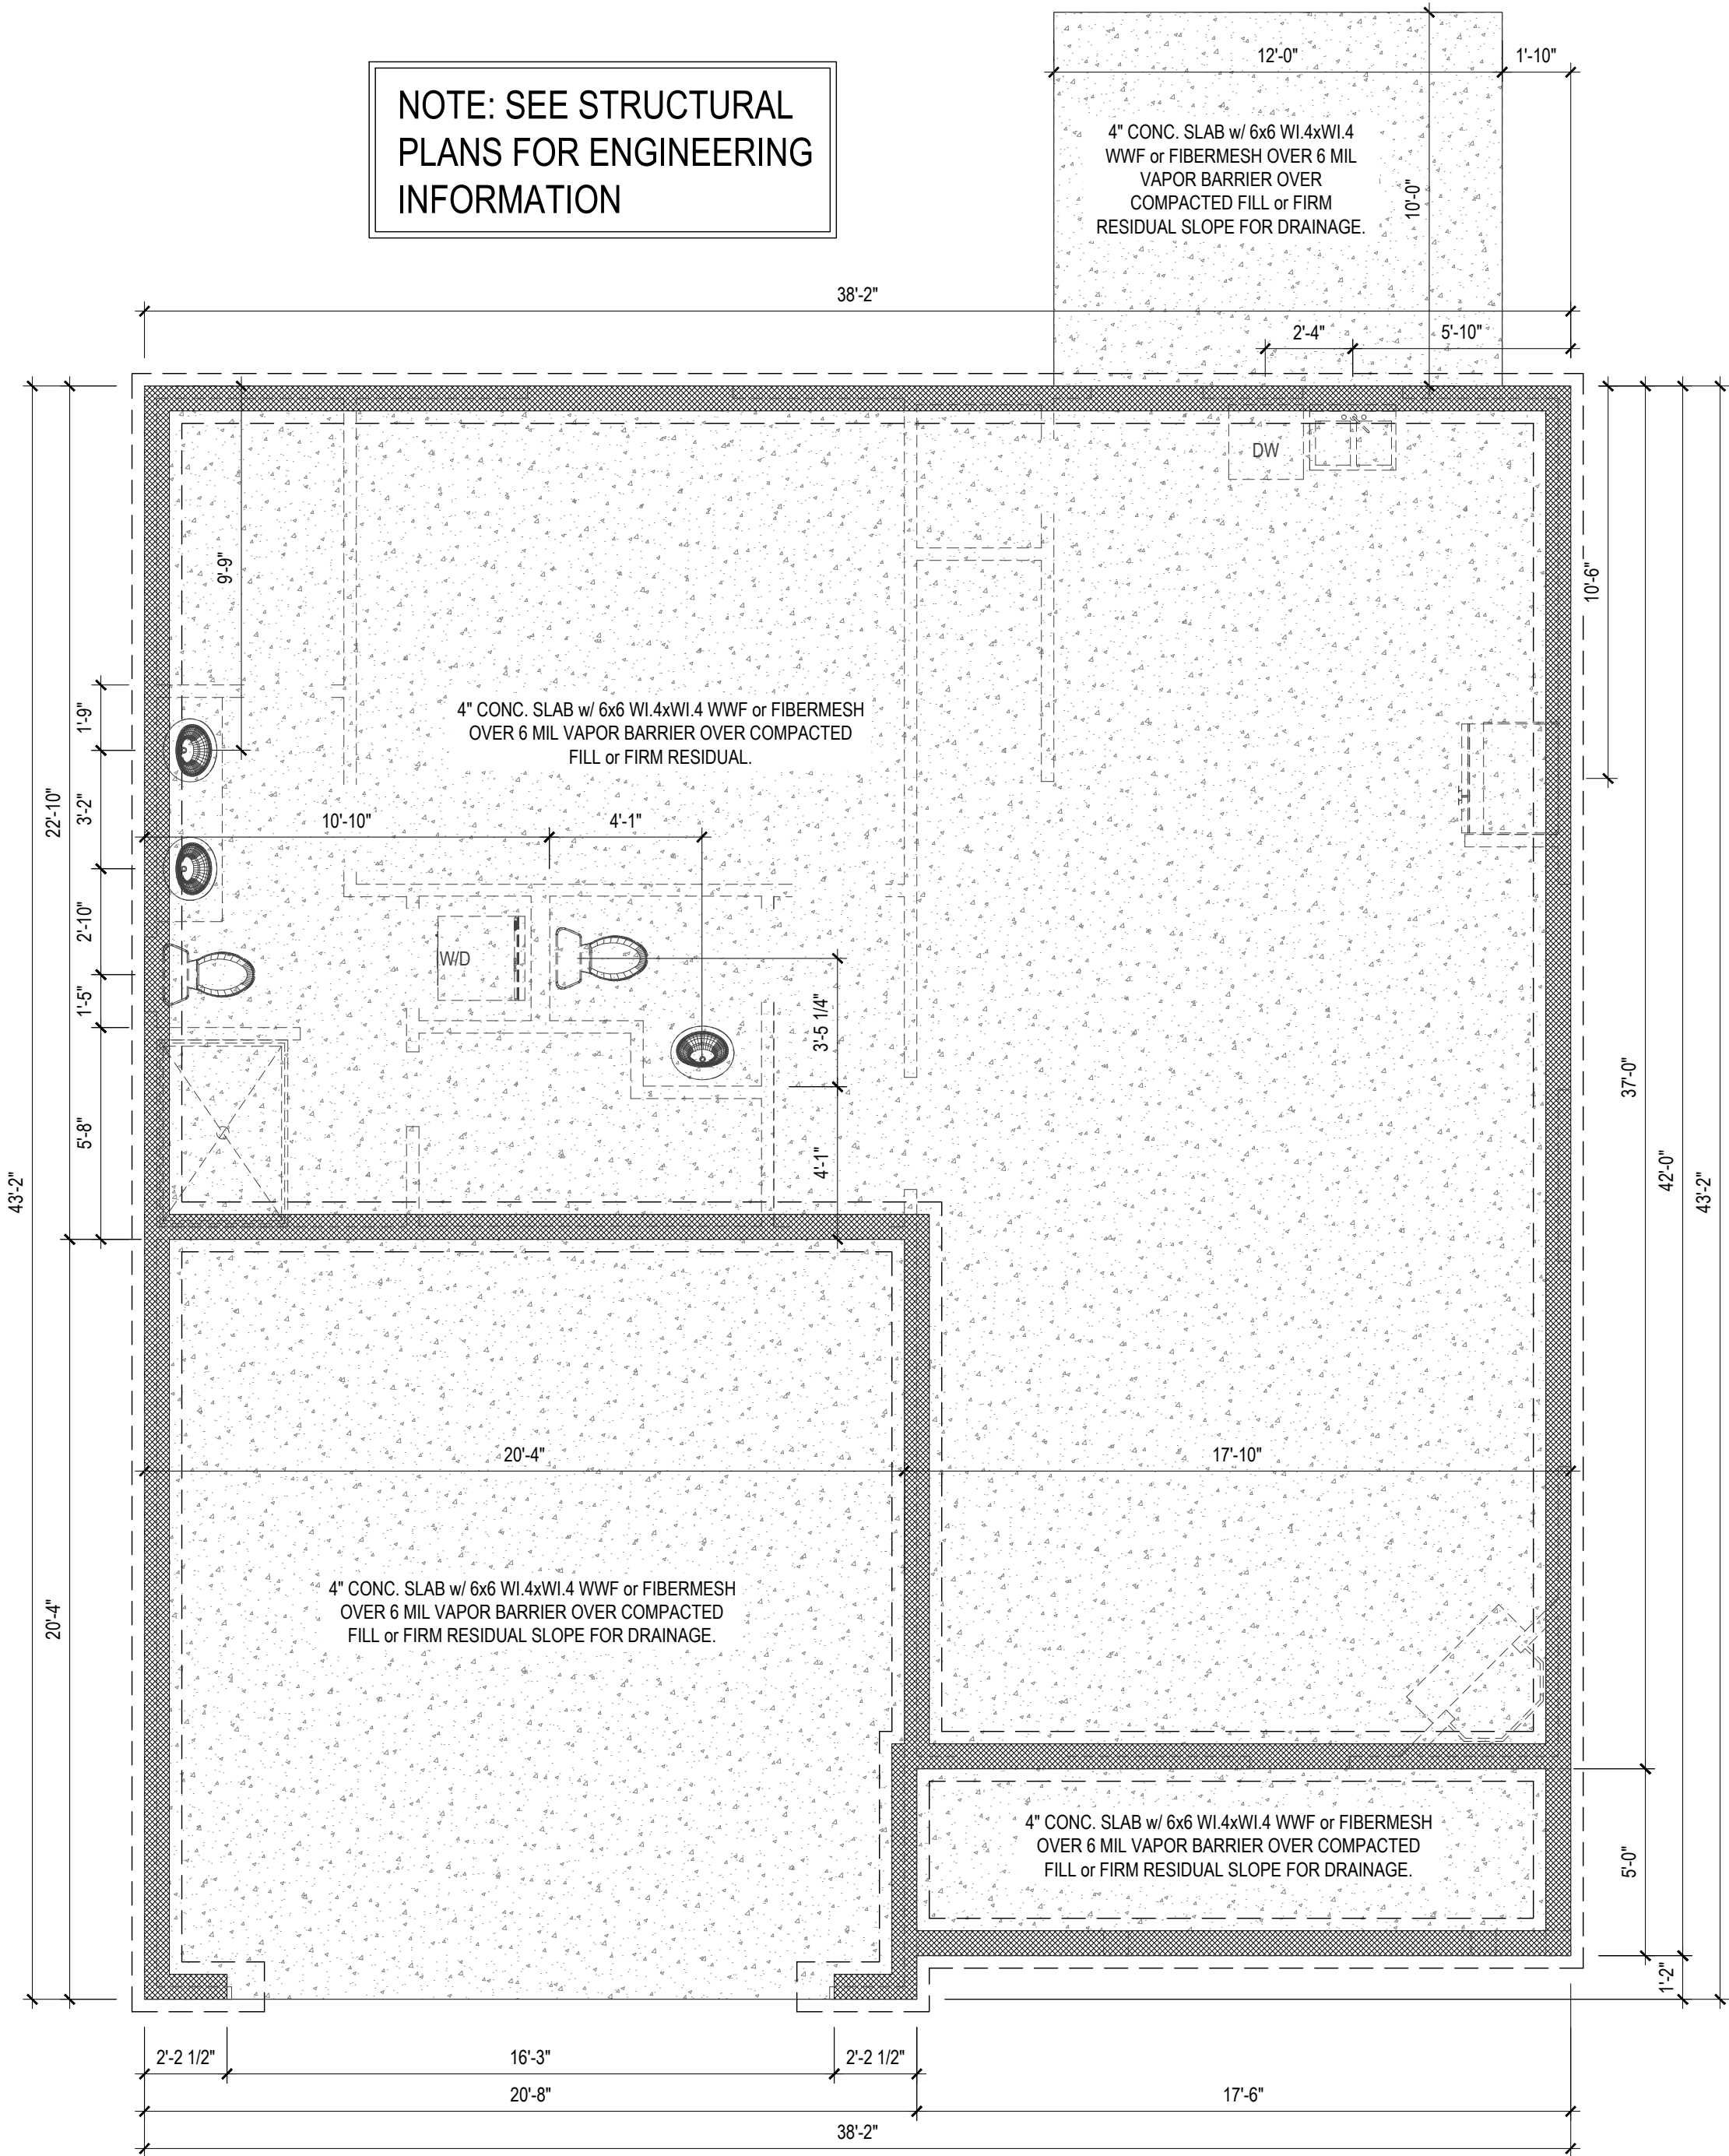 12'-0"
1'-10"
NOTE: SEE STRUCTURAL
PLANS FOR ENGINEERING
INFORMATION
4" CONC. SLAB w/ 6x6 WI.4xWI.4
WWF or FIBERMESH OVER 6 MIL
VAPOR BARRIER OVER
COMPACTED FILL or FIRM
RESIDUAL SLOPE FOR DRAINAGE.
10'-0"
38'-2"
2'-4"
5'-10"
DW
9'-9"
10'-6"
1'-9"
4" CONC. SLAB w/ 6x6 WI.4xWI.4 WWF or FIBERMESH
OVER 6 MIL VAPOR BARRIER OVER COMPACTED
FILL or FIRM RESIDUAL.
22'-10"
3'-2"
10'-10"
4'-1"
2'-10"
W/D
1'-5"
3'-5 1/4"
37'-0"
5'-8"
4'-1"
43'-2"
42'-0"
43'-2"
20'-4"
17'-10"
20'-4"
4" CONC. SLAB w/ 6x6 WI.4xWI.4 WWF or FIBERMESH
OVER 6 MIL VAPOR BARRIER OVER COMPACTED
FILL or FIRM RESIDUAL SLOPE FOR DRAINAGE.
4" CONC. SLAB w/ 6x6 WI.4xWI.4 WWF or FIBERMESH
OVER 6 MIL VAPOR BARRIER OVER COMPACTED
FILL or FIRM RESIDUAL SLOPE FOR DRAINAGE.
5'-0"
1'-2"
2'-2 1/2"
16'-3"
2'-2 1/2"
20'-8"
17'-6"
38'-2"